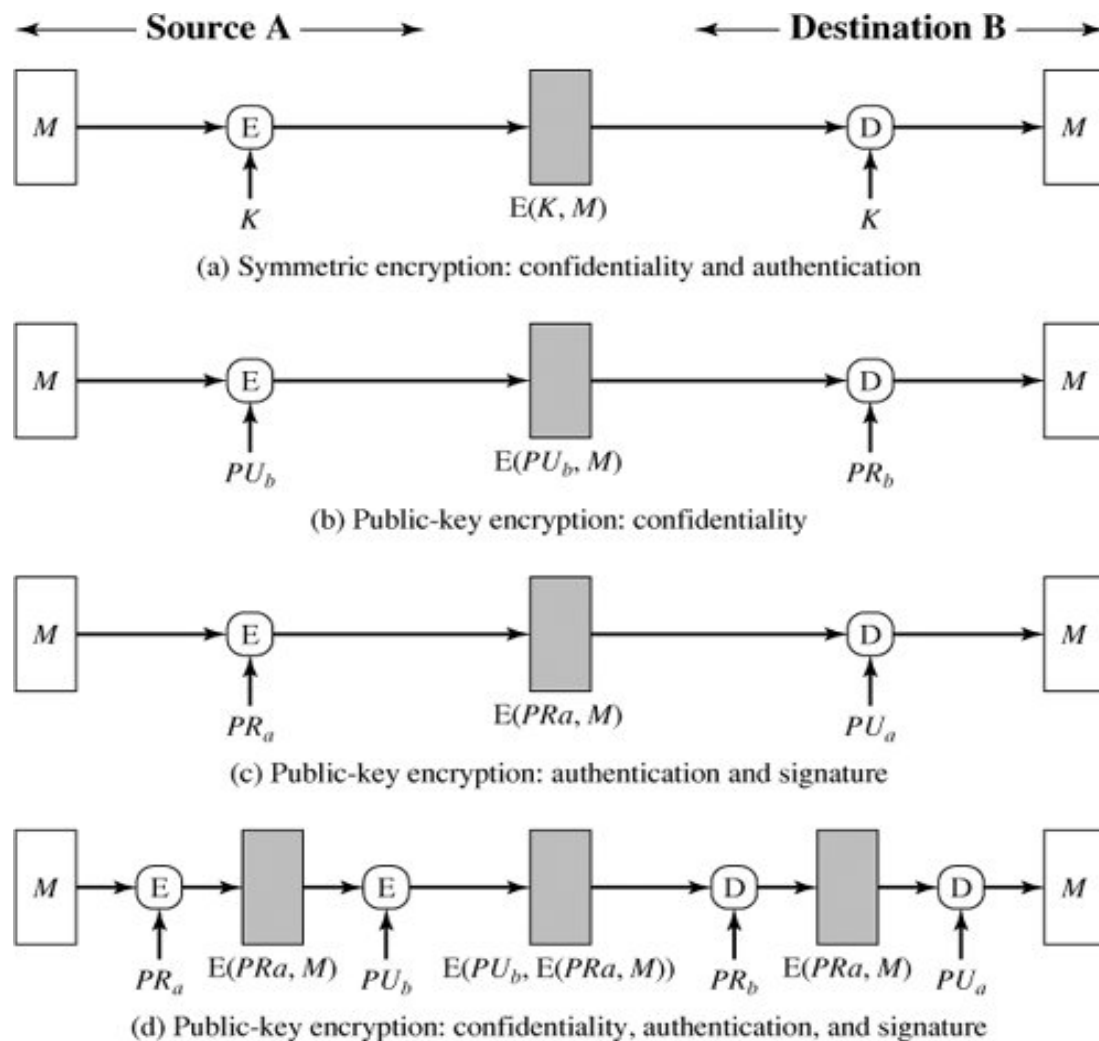 Source A Destination B
M E D M
K E(K, M) K
(a) Symmetric encryption: confidentiality and authentication
M E D M
PU_b E(PU_b, M) PR_b
(b) Public-key encryption: confidentiality
M E D M
PR_a E(PRa, M) PU_a
(c) Public-key encryption: authentication and signature
M E E D D M
PR_a E(PRa, M) PU_b E(PU_b, E(PRa, M)) PR_b E(PRa, M) PU_a
(d) Public-key encryption: confidentiality, authentication, and signature